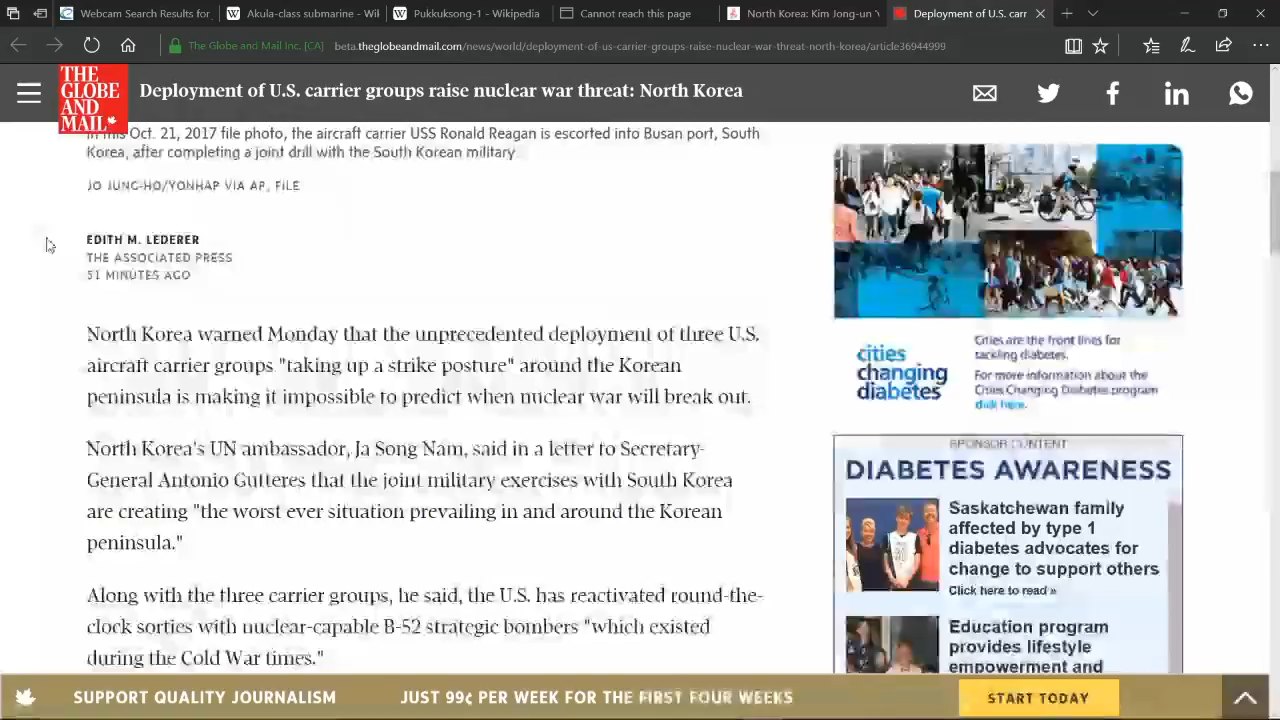 Webcam Search Results for
Akula-class submarine - Wiki
Pukkuksong-1 - Wikipedia
Cannot reach this page
North Korea: Kim Jong-un
Deployment of U.S. carr
The Globe and Mail Inc. [CA]
beta.theglobeandmail.com/news/world/deployment-of-us-carrier-groups-raise-nuclear-war-threat-north-korea/article36944999
THE
GLOBE
AND
MAIL
Deployment of U.S. carrier groups raise nuclear war threat: North Korea
In this Oct. 21, 2017 file photo, the aircraft carrier USS Ronald Reagan is escorted into Busan port, South
Korea, after completing a joint drill with the South Korean military
JO JUNG-HO/YONHAP VIA AP, FILE
EDITH M. LEDERER
THE ASSOCIATED PRESS
51 MINUTES AGO
North Korea warned Monday that the unprecedented deployment of three U.S.
aircraft carrier groups "taking up a strike posture" around the Korean
peninsula is making it impossible to predict when nuclear war will break out.
North Korea's UN ambassador, Ja Song Nam, said in a letter to Secretary-
General Antonio Gutteres that the joint military exercises with South Korea
are creating "the worst ever situation prevailing in and around the Korean
peninsula."
Along with the three carrier groups, he said, the U.S. has reactivated round-the-
clock sorties with nuclear-capable B-52 strategic bombers "which existed
during the Cold War times."
cities
changing
diabetes
Cities are the front lines for
tackling diabetes.
For more information about the
Cities Changing Diabetes program
click here.
SPONSOR CONTENT
DIABETES AWARENESS
Saskatchewan family
affected by type 1
diabetes advocates for
change to support others
Click here to read »
Education program
provides lifestyle
empowerment and
SUPPORT QUALITY JOURNALISM
JUST 99¢ PER WEEK FOR THE FIRST FOUR WEEKS
START TODAY